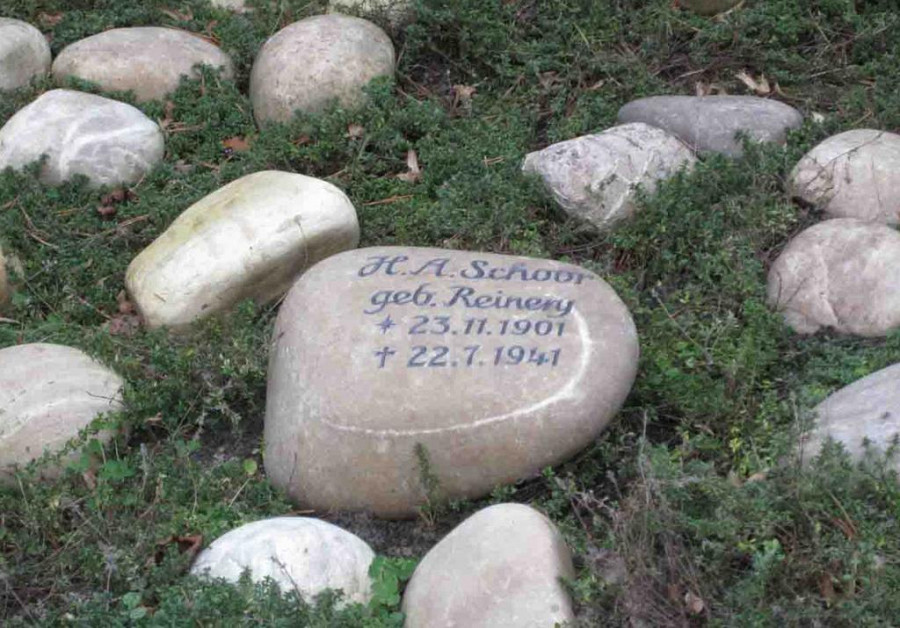 H. A. Schoor
geb. Reinery
* 23.11.1901
† 22.7.1941